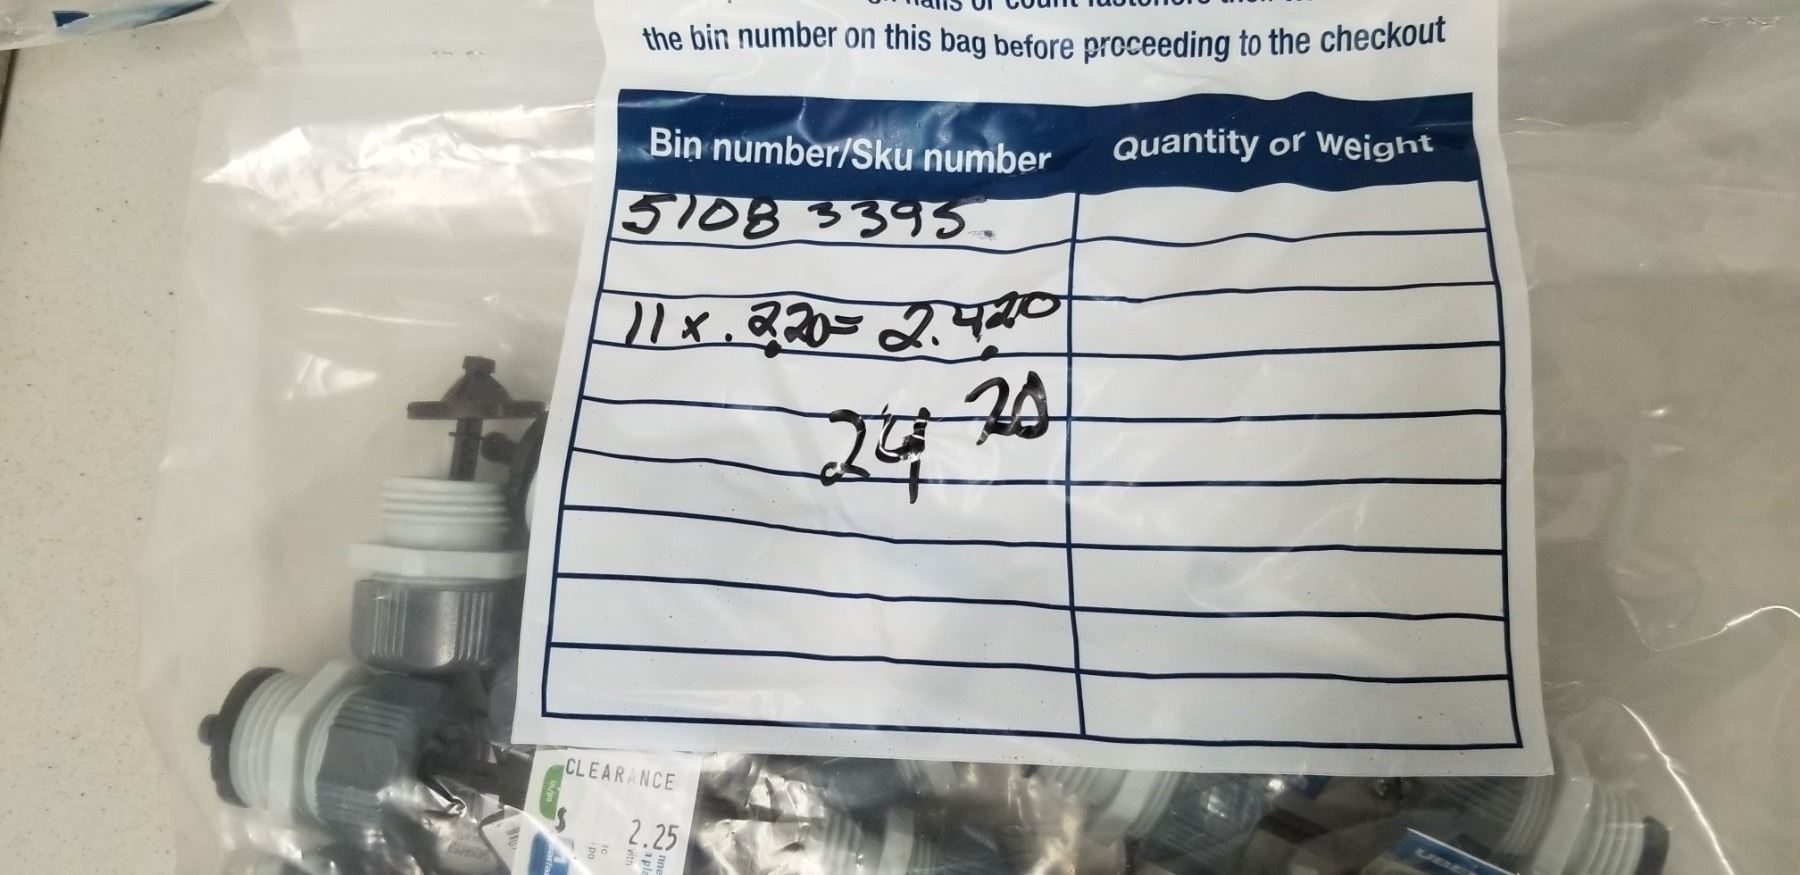 the bin number on this bag before proceeding to the checkout
Bin number/Sku number
Quantity or Weight
5108 3395
11 x . 220 = 2.420
24 20
CLEARANCE
2.25